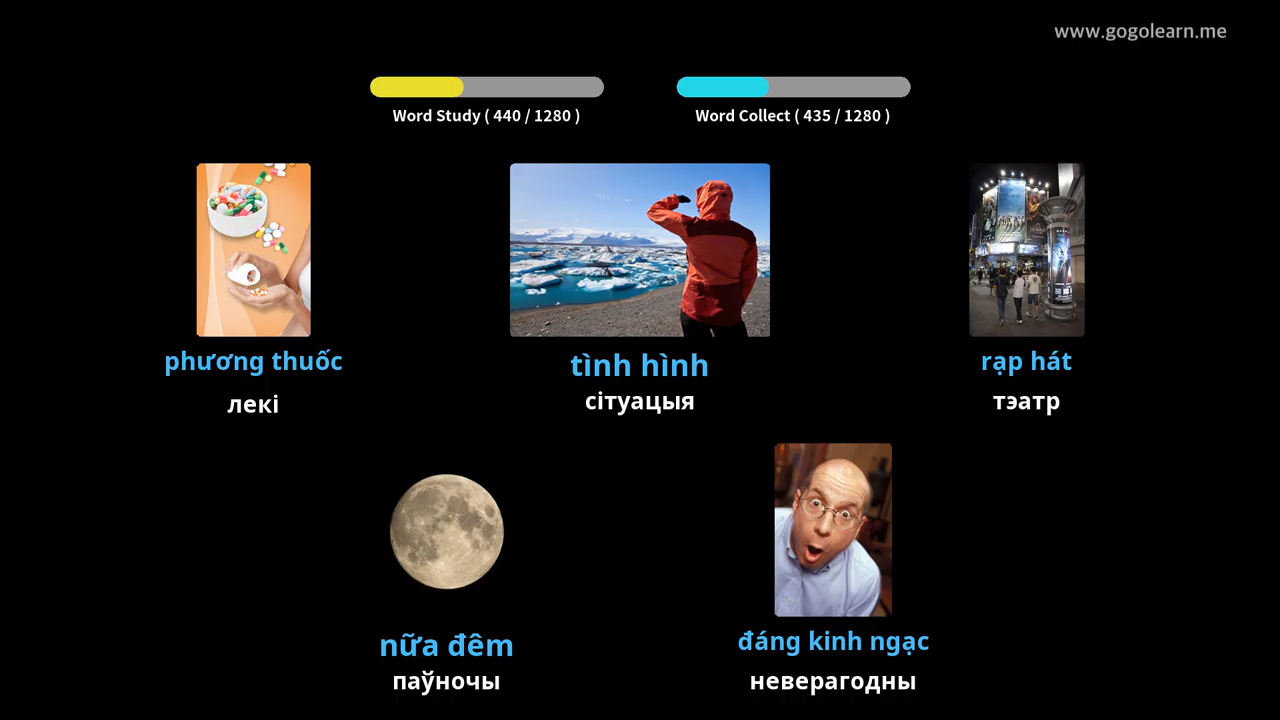 www.gogolearn.me
Word Study ( 440 / 1280 )
Word Collect ( 435 / 1280 )
phương thuốc
tình hình
rạp hát
лекі
сітуацыя
тэатр
nữa đêm
đáng kinh ngạc
паўночы
неверагодны